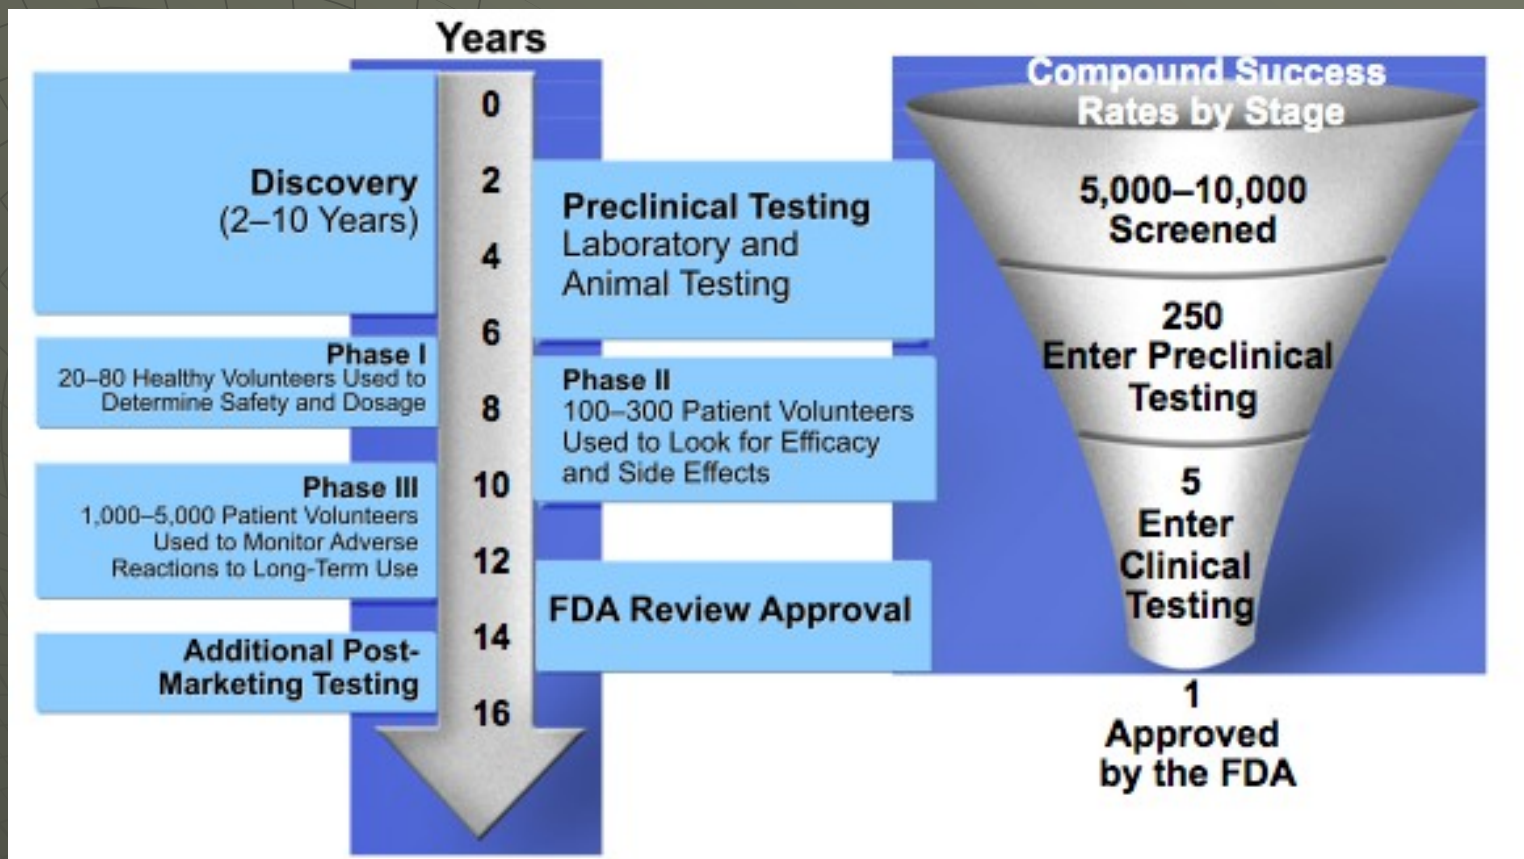 Years
0
2
4
6
8
10
12
14
16
Discovery
(2–10 Years)
Preclinical Testing
Laboratory and
Animal Testing
Phase I
20–80 Healthy Volunteers Used to
Determine Safety and Dosage
Phase II
100–300 Patient Volunteers
Used to Look for Efficacy
and Side Effects
Phase III
1,000–5,000 Patient Volunteers
Used to Monitor Adverse
Reactions to Long-Term Use
FDA Review Approval
Additional Post-
Marketing Testing
Compound Success
Rates by Stage
5,000–10,000
Screened
250
Enter Preclinical
Testing
5
Enter
Clinical
Testing
1
Approved
by the FDA